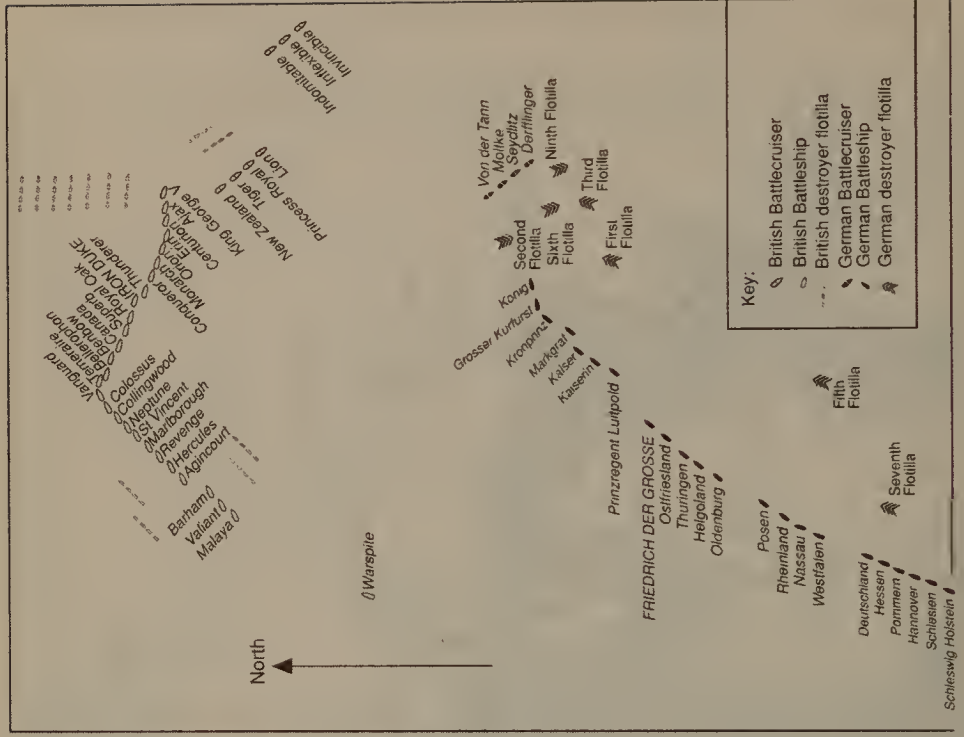 Indomitable
Inflexible
Invincible
Vanguard
Temeraire
Bellerophon
Benbow
Canada
Superb
Royal Oak
IRON DUKE
Thunderer
Conqueror
Monarch
Orion
Erin
Centurion
Ajax
King George V
New Zealand
Tiger
Princess Royal
Lion
Colossus
Collingwood
Neptune
St Vincent
Marlborough
Revenge
Hercules
Agincourt
Barham
Valiant
Malaya
Warspite
North
Von der Tann
Moltke
Seydlitz
Derfflinger
Ninth Flotilla
Third
Flotilla
Second
Flotilla
Sixth
Flotilla
First
Flotilla
Konig
Grosser Kurfurst
Kronprinz
Markgraf
Kaiser
Kaiserin
Prinzregent Luitpold
FRIEDRICH DER GROSSE
Ostfriesland
Thuringen
Helgoland
Oldenburg
Posen
Rheinland
Nassau
Westfalen
Deutschland
Hessen
Pommern
Hannover
Schlesien
Schleswig Holstein
Fifth
Flotilla
Seventh
Flotilla
Key:
British Battlecruiser
British Battleship
British destroyer flotilla
German Battlecruiser
German Battleship
German destroyer flotilla